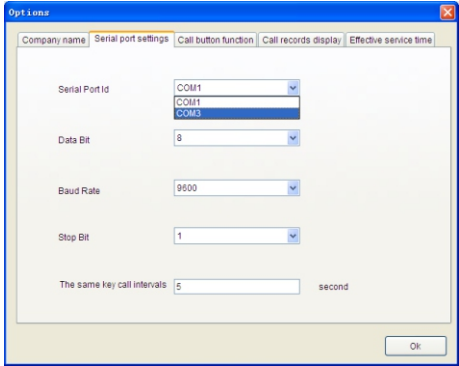 Options
Company name Serial port settings Call button function Call records display Effective service time
Serial Port Id COM1
COM1
COM3
Data Bit 8
Baud Rate 9600
Stop Bit 1
The same key call intervals 5 second
Ok